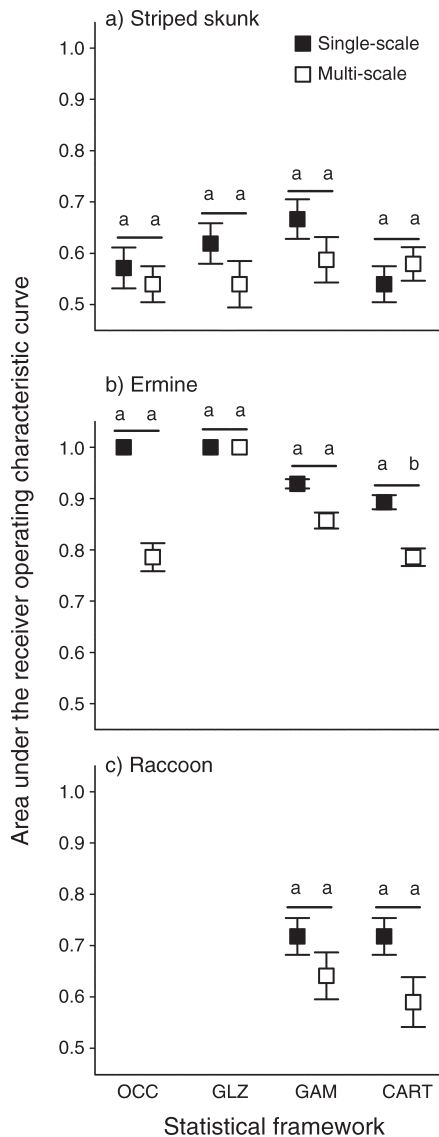 a) Striped skunk
Single-scale
Multi-scale
1.0
0.9
0.8
0.7
0.6
0.5
a a a a a a a a
b) Ermine
1.0
0.9
0.8
0.7
0.6
0.5
a a a a a a a b
c) Raccoon
1.0
0.9
0.8
0.7
0.6
0.5
a a a a
OCC GLZ GAM CART
Statistical framework
Area under the receiver operating characteristic curve